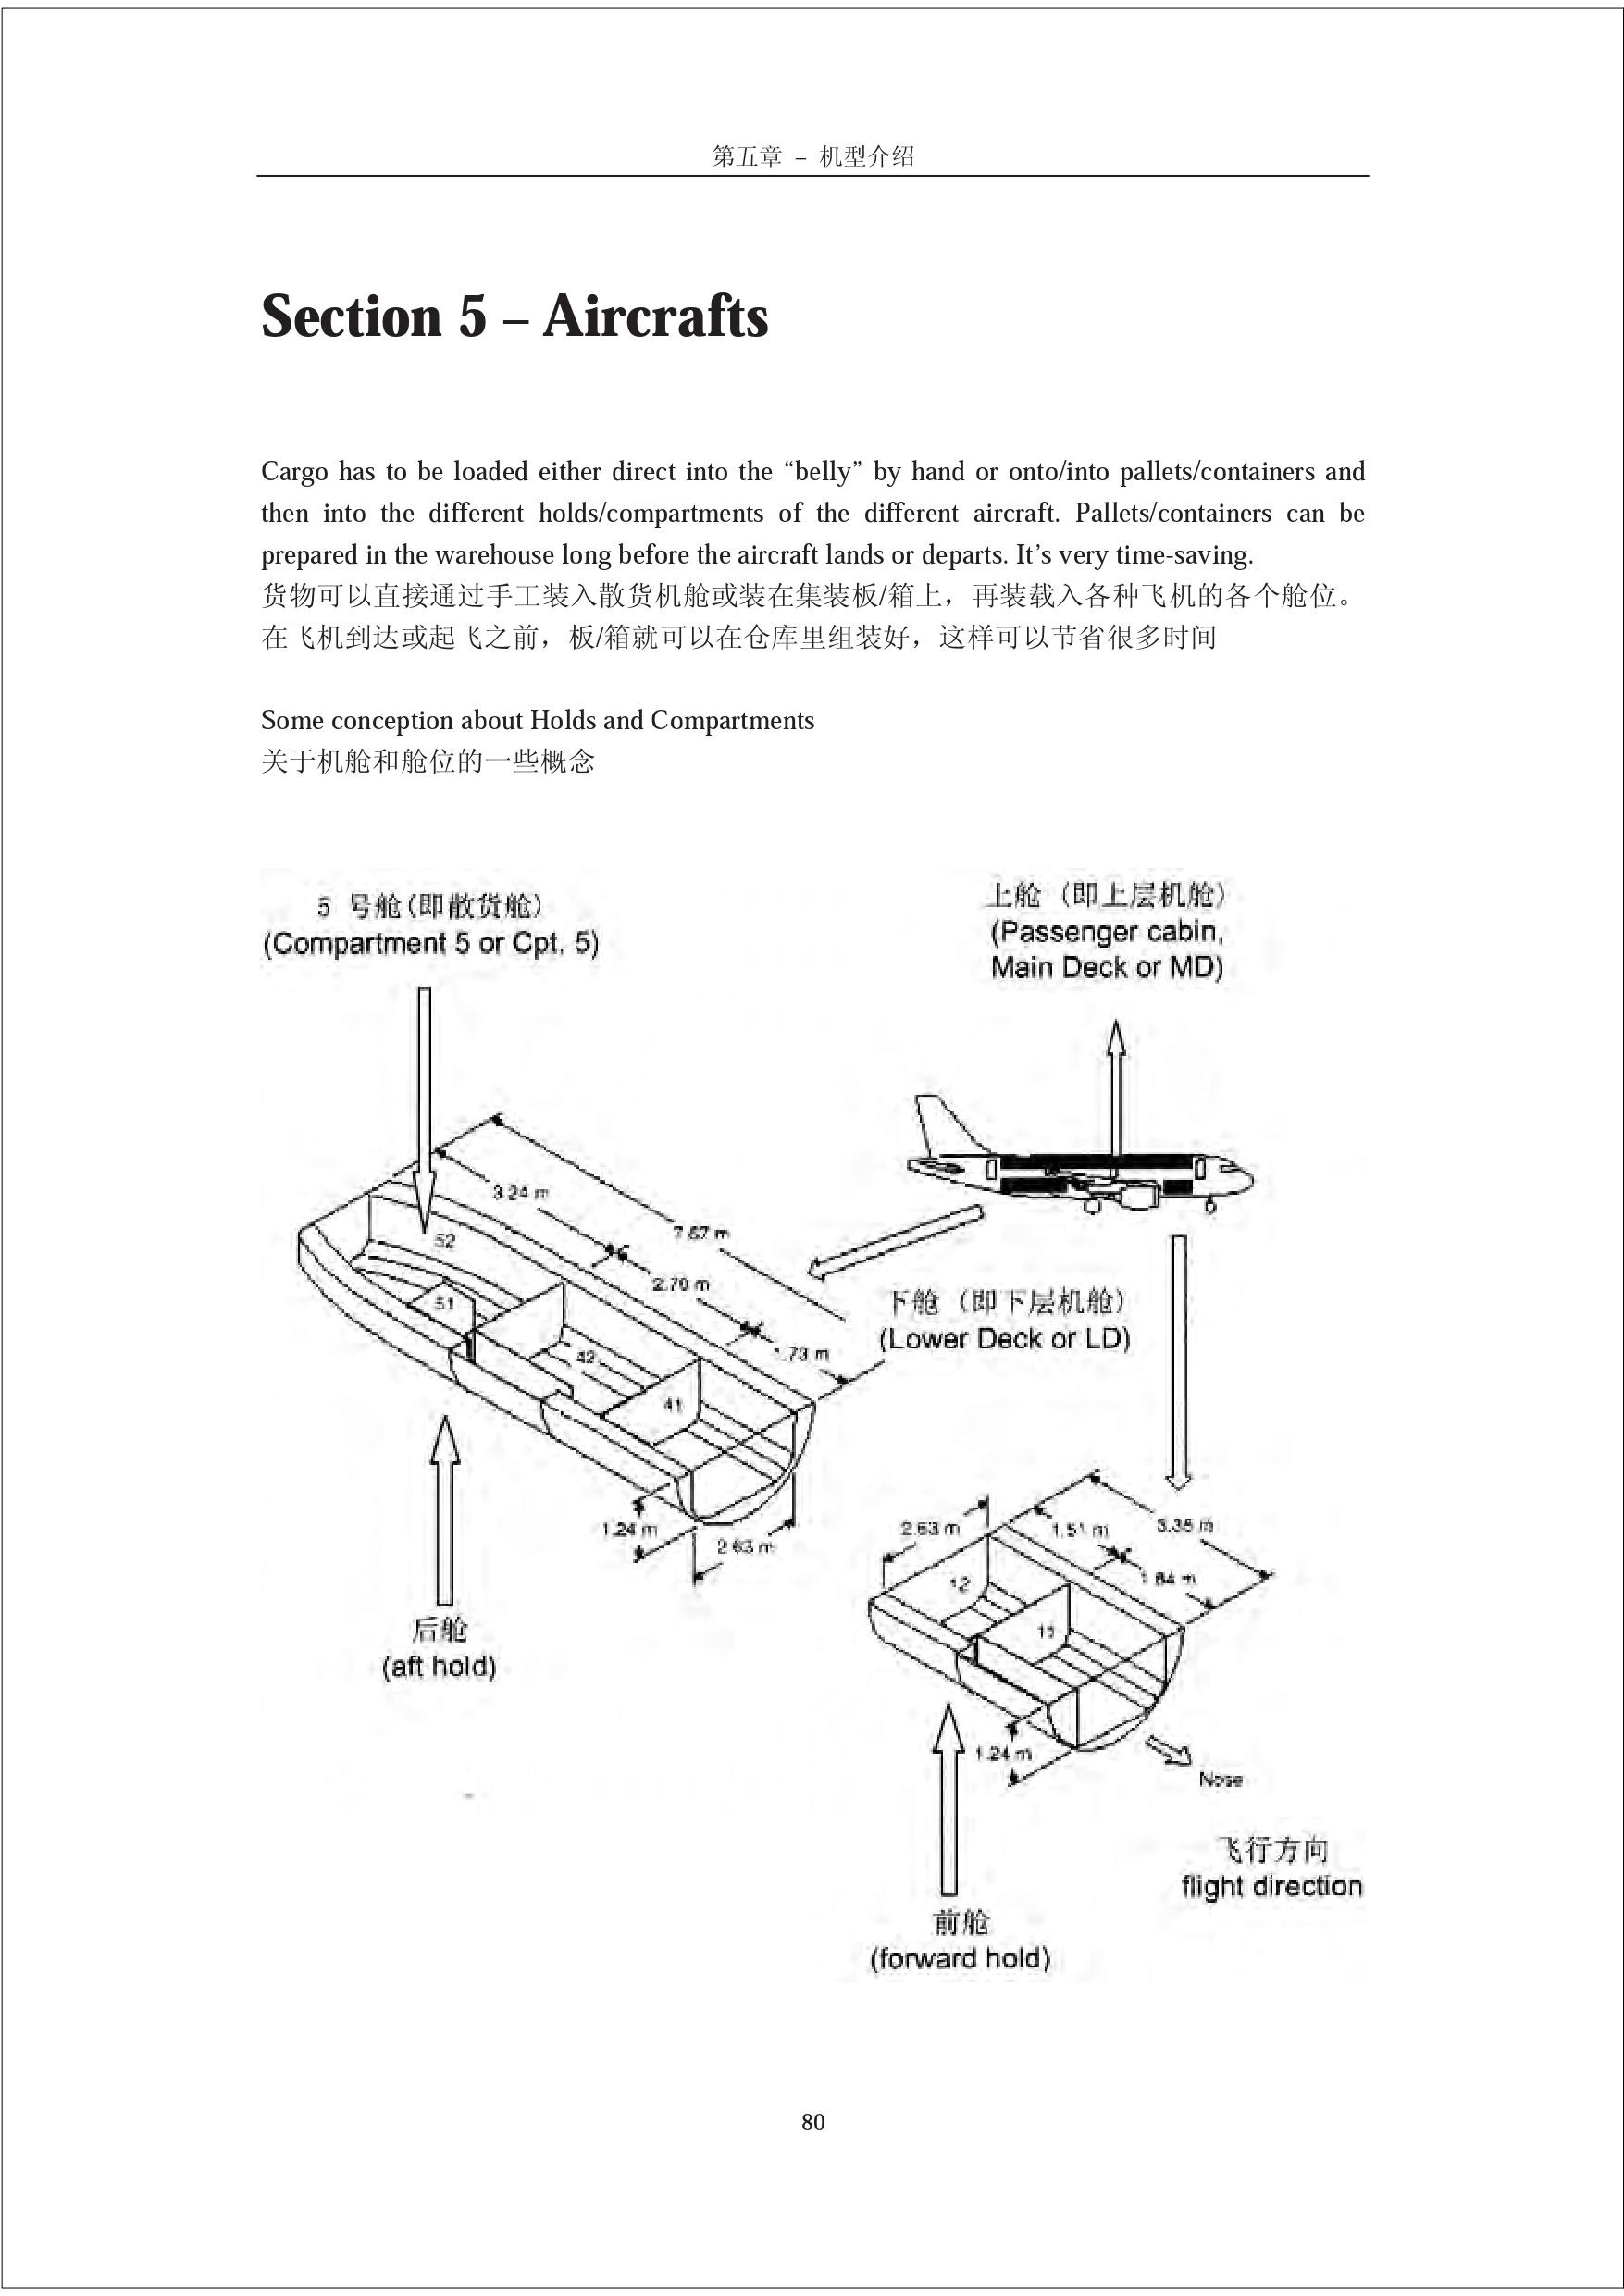 第五章 – 机型介绍
Section 5 – Aircrafts
Cargo has to be loaded either direct into the “belly” by hand or onto/into pallets/containers and
then into the different holds/compartments of the different aircraft. Pallets/containers can be
prepared in the warehouse long before the aircraft lands or departs. It’s very time-saving.
货物可以直接通过手工装入散货机舱或装在集装板/箱上，再装载入各种飞机的各个舱位。
在飞机到达或起飞之前，板/箱就可以在仓库里组装好，这样可以节省很多时间
Some conception about Holds and Compartments
关于机舱和舱位的一些概念
5 号舱(即散货舱)
(Compartment 5 or Cpt. 5)
上舱 (即上层机舱)
(Passenger cabin,
Main Deck or MD)
3.24 m
7.67 m
52
2.70 m
51
下舱 (即下层机舱)
(Lower Deck or LD)
1.73 m
42
41
1.24 m
2.63 m
2.63 m
1.51 m
3.35 m
1.84 m
12
11
后舱
(aft hold)
1.24 m
Nose
飞行方向
flight direction
前舱
(forward hold)
80